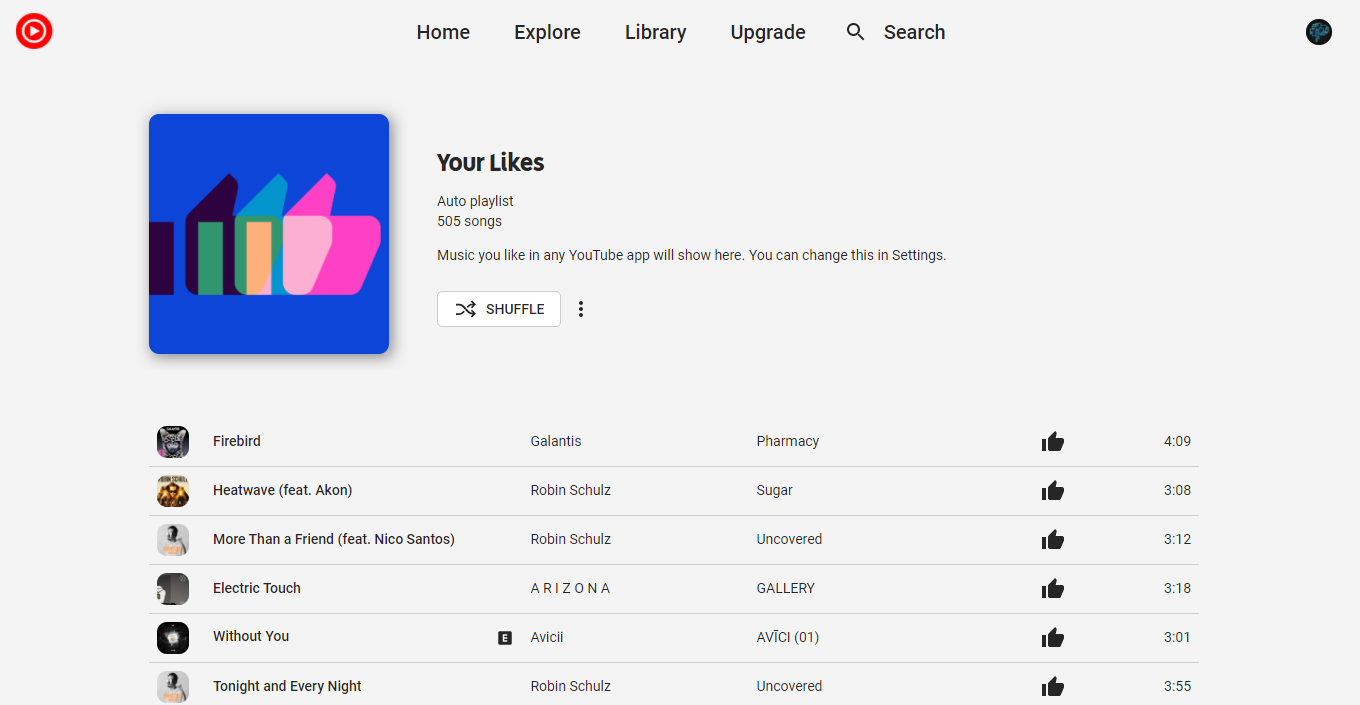 Home Explore Library Upgrade Search
Your Likes
Auto playlist
505 songs
Music you like in any YouTube app will show here. You can change this in Settings.
SHUFFLE
Firebird Galantis Pharmacy 4:09
Heatwave (feat. Akon) Robin Schulz Sugar 3:08
More Than a Friend (feat. Nico Santos) Robin Schulz Uncovered 3:12
Electric Touch A R I Z O N A GALLERY 3:18
Without You E Avicii AVĪCI (01) 3:01
Tonight and Every Night Robin Schulz Uncovered 3:55